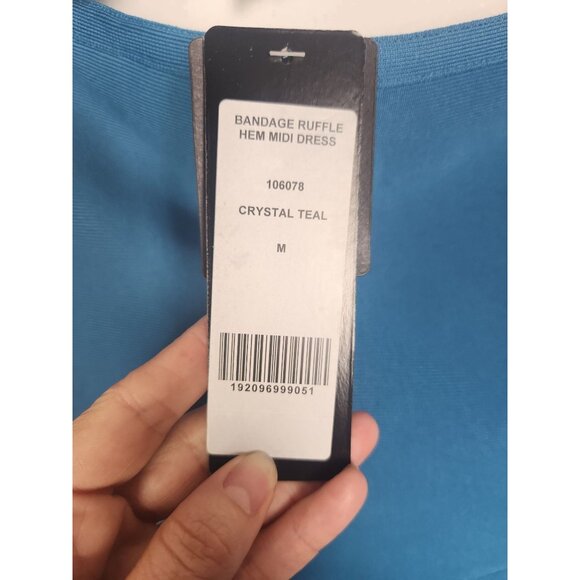 BANDAGE RUFFLE
HEM MIDI DRESS
106078
CRYSTAL TEAL
M
192096999051